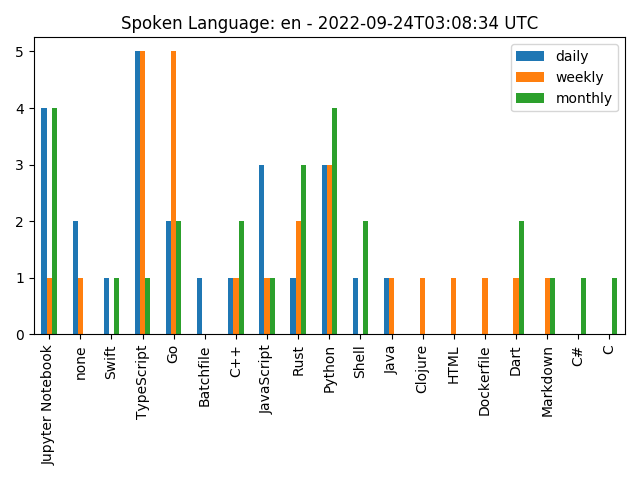 Spoken Language: en - 2022-09-24T03:08:34 UTC
daily
weekly
monthly
5
4
3
2
1
0
Jupyter Notebook
none
Swift
TypeScript
Go
Batchfile
C++
JavaScript
Rust
Python
Shell
Java
Clojure
HTML
Dockerfile
Dart
Markdown
C#
C